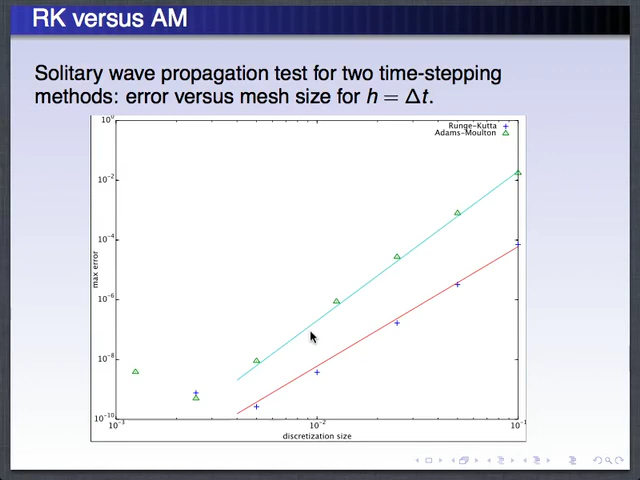 RK versus AM
Solitary wave propagation test for two time-stepping
methods: error versus mesh size for h = Δt.
Runge-Kutta
Adams-Moulton
10⁰
10⁻²
10⁻⁴
10⁻⁶
10⁻⁸
10⁻¹⁰
max error
10⁻³
10⁻²
10⁻¹
discretization size